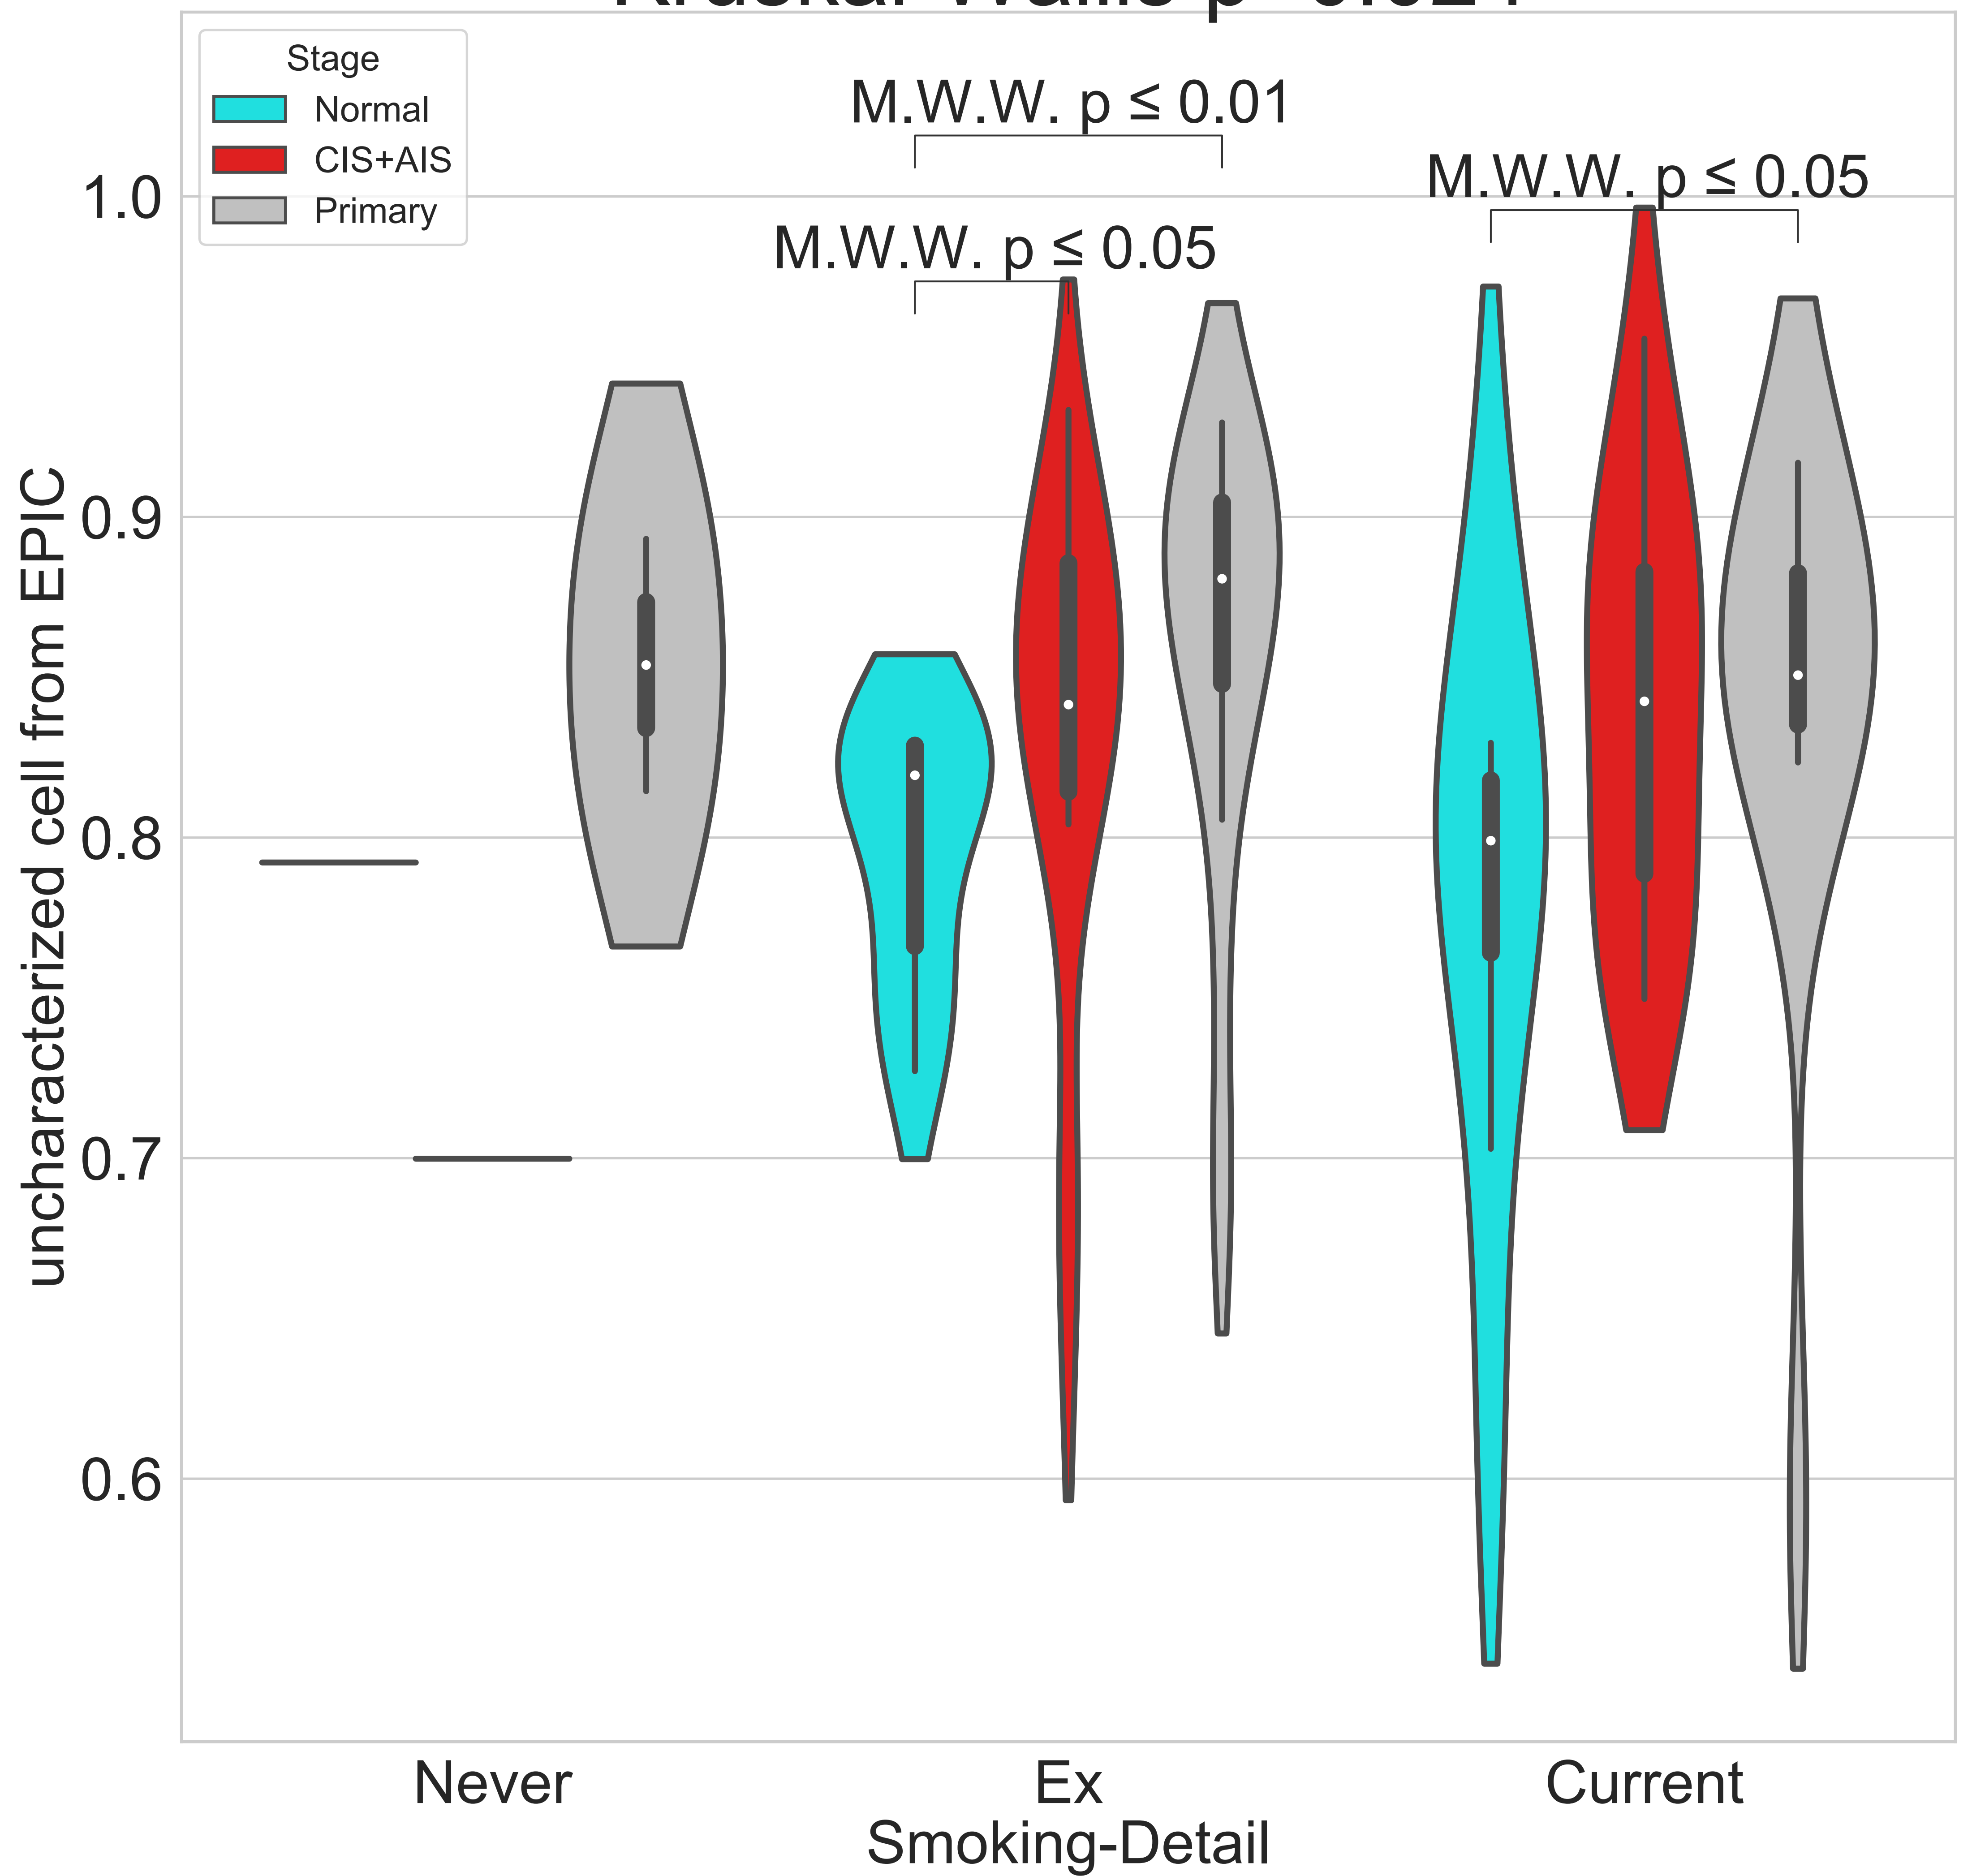 Stage
Normal
CIS+AIS
Primary
M.W.W. p ≤ 0.01
M.W.W. p ≤ 0.05
M.W.W. p ≤ 0.05
1.0
0.9
0.8
0.7
0.6
uncharacterized cell from EPIC
Never
Ex
Current
Smoking-Detail